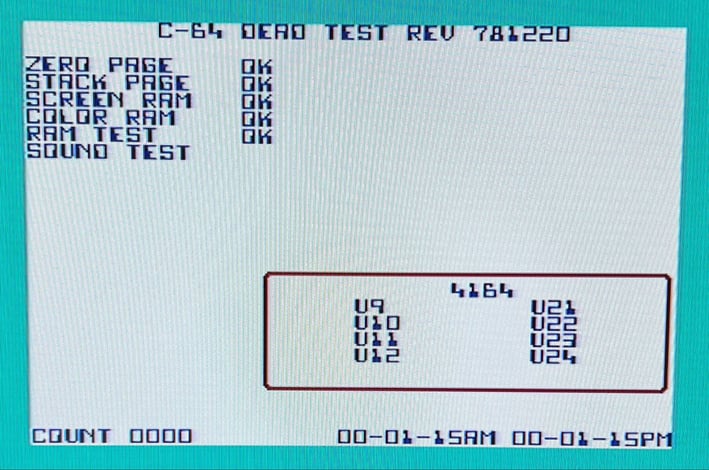 C-64 DEAD TEST REV 781220
ZERO PAGE OK
STACK PAGE OK
SCREEN RAM OK
COLOR RAM OK
RAM TEST OK
SOUND TEST
4164
U9 U21
U10 U22
U11 U23
U12 U24
COUNT 0000 00-01-15AM 00-01-15PM